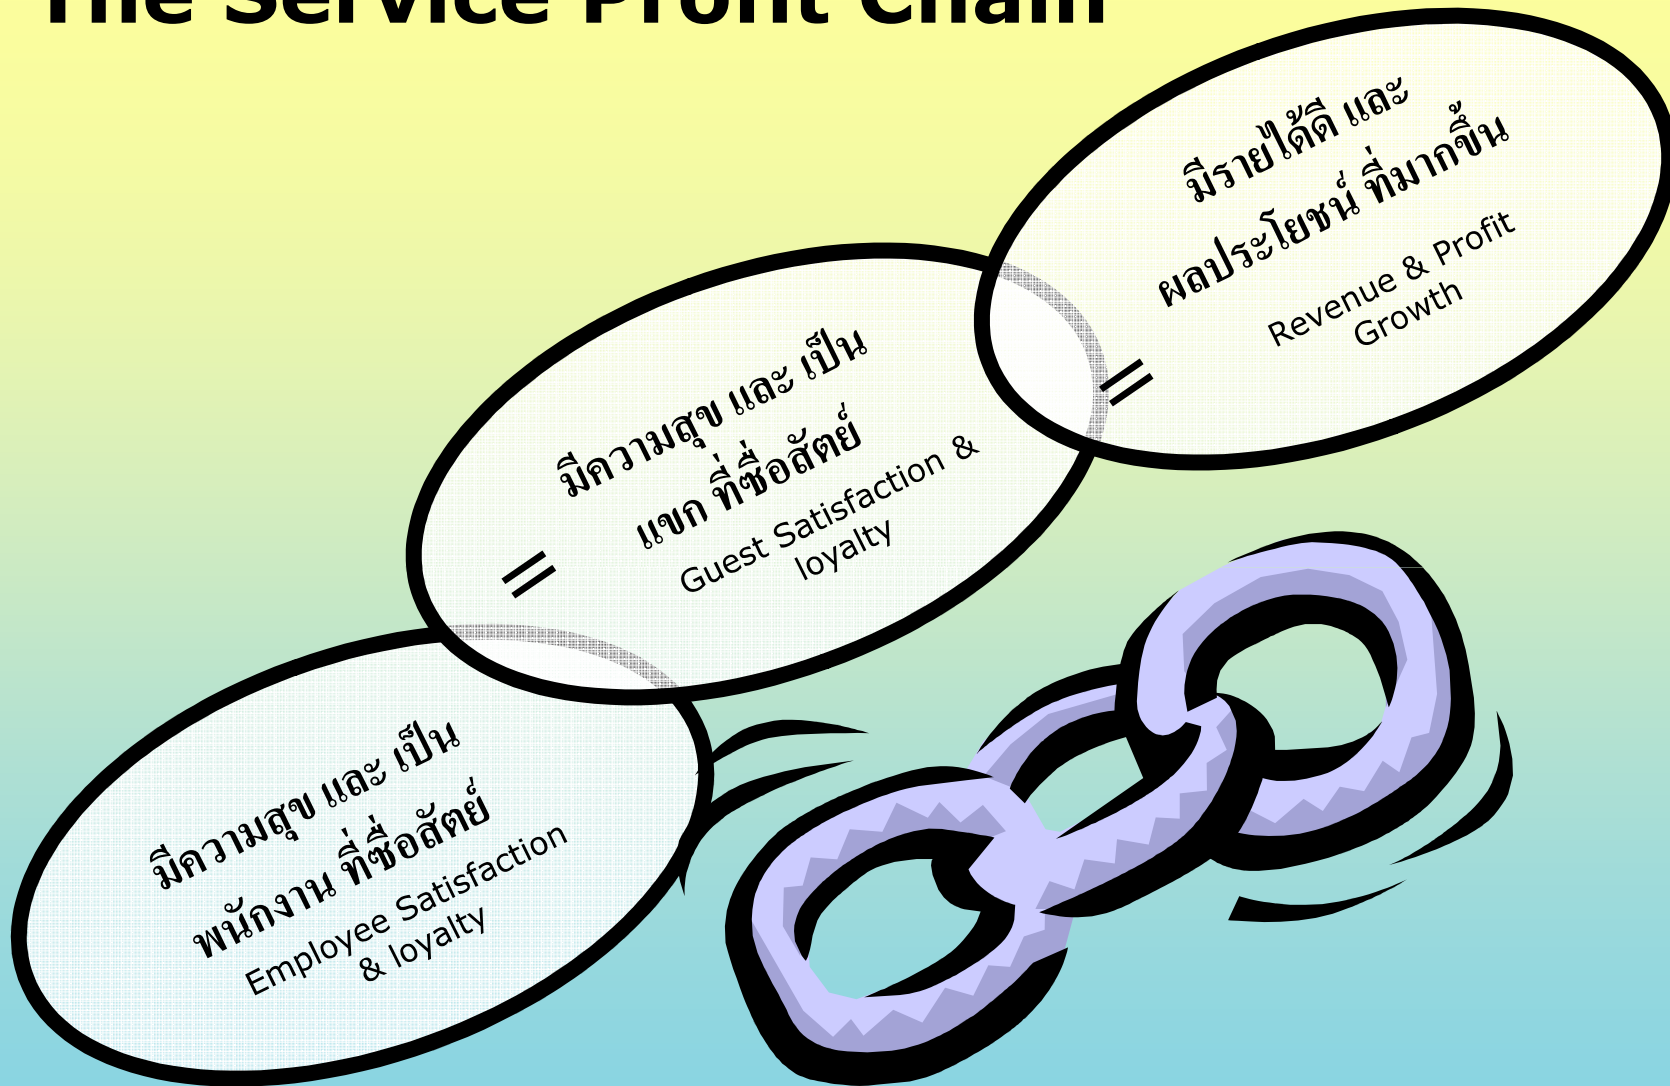 The Service Profit Chain
มีรายได้ดี และ
ผลประโยชน์ ที่มากขึ้น
Revenue & Profit
Growth
=
มีความสุข และ เป็น
แขก ที่ซื่อสัตย์
Guest Satisfaction &
loyalty
=
มีความสุข และ เป็น
พนักงาน ที่ซื่อสัตย์
Employee Satisfaction
& loyalty